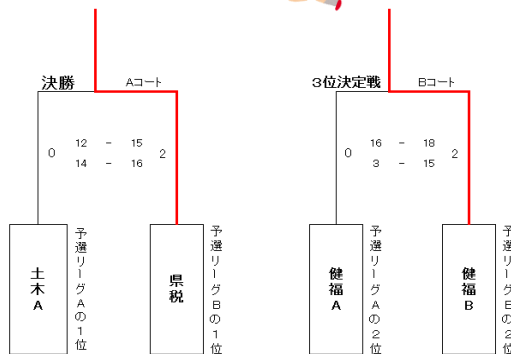 決勝 Aコート
0 12 - 15 2
14 - 16
土木A
予選リーグAの1位
県税
予選リーグBの1位
3位決定戦 Bコート
0 16 - 18 2
3 - 15
健福A
予選リーグAの2位
健福B
予選リーグBの2位